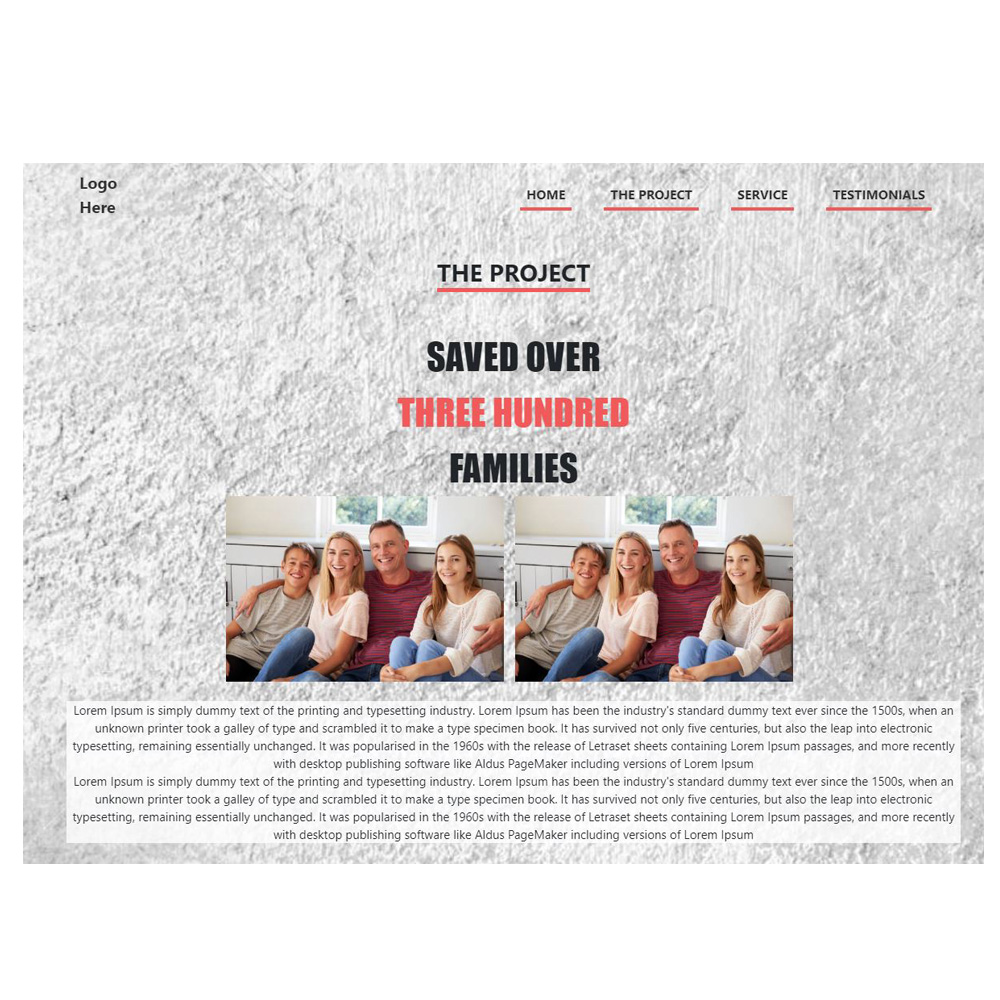 Logo
Here
HOME THE PROJECT SERVICE TESTIMONIALS
THE PROJECT
SAVED OVER
THREE HUNDRED
FAMILIES
Lorem Ipsum is simply dummy text of the printing and typesetting industry. Lorem Ipsum has been the industry's standard dummy text ever since the 1500s, when an
unknown printer took a galley of type and scrambled it to make a type specimen book. It has survived not only five centuries, but also the leap into electronic
typesetting, remaining essentially unchanged. It was popularised in the 1960s with the release of Letraset sheets containing Lorem Ipsum passages, and more recently
with desktop publishing software like Aldus PageMaker including versions of Lorem Ipsum
Lorem Ipsum is simply dummy text of the printing and typesetting industry. Lorem Ipsum has been the industry's standard dummy text ever since the 1500s, when an
unknown printer took a galley of type and scrambled it to make a type specimen book. It has survived not only five centuries, but also the leap into electronic
typesetting, remaining essentially unchanged. It was popularised in the 1960s with the release of Letraset sheets containing Lorem Ipsum passages, and more recently
with desktop publishing software like Aldus PageMaker including versions of Lorem Ipsum